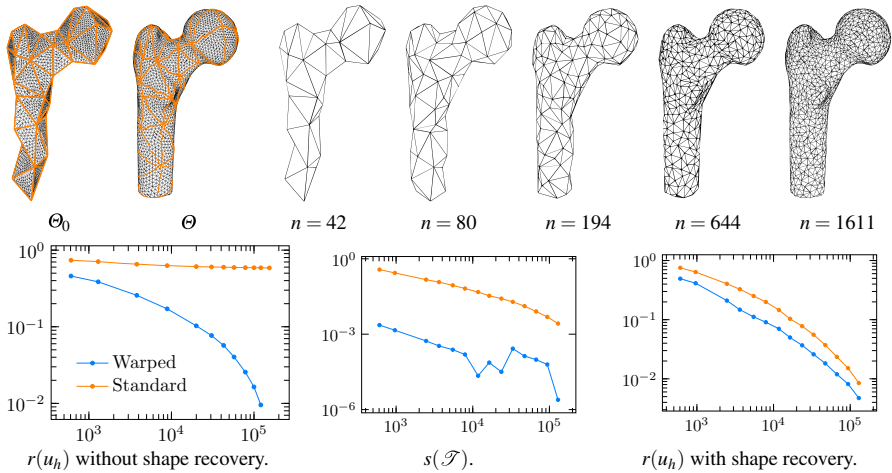 Θ₀ Θ n = 42 n = 80 n = 194 n = 644 n = 1611
10⁰
10⁻¹
10⁻²
10³ 10⁴ 10⁵
Warped
Standard
r(uₕ) without shape recovery.
10⁰
10⁻³
10⁻⁶
10³ 10⁴ 10⁵
s(𝒯).
10⁰
10⁻¹
10⁻²
10³ 10⁴ 10⁵
r(uₕ) with shape recovery.